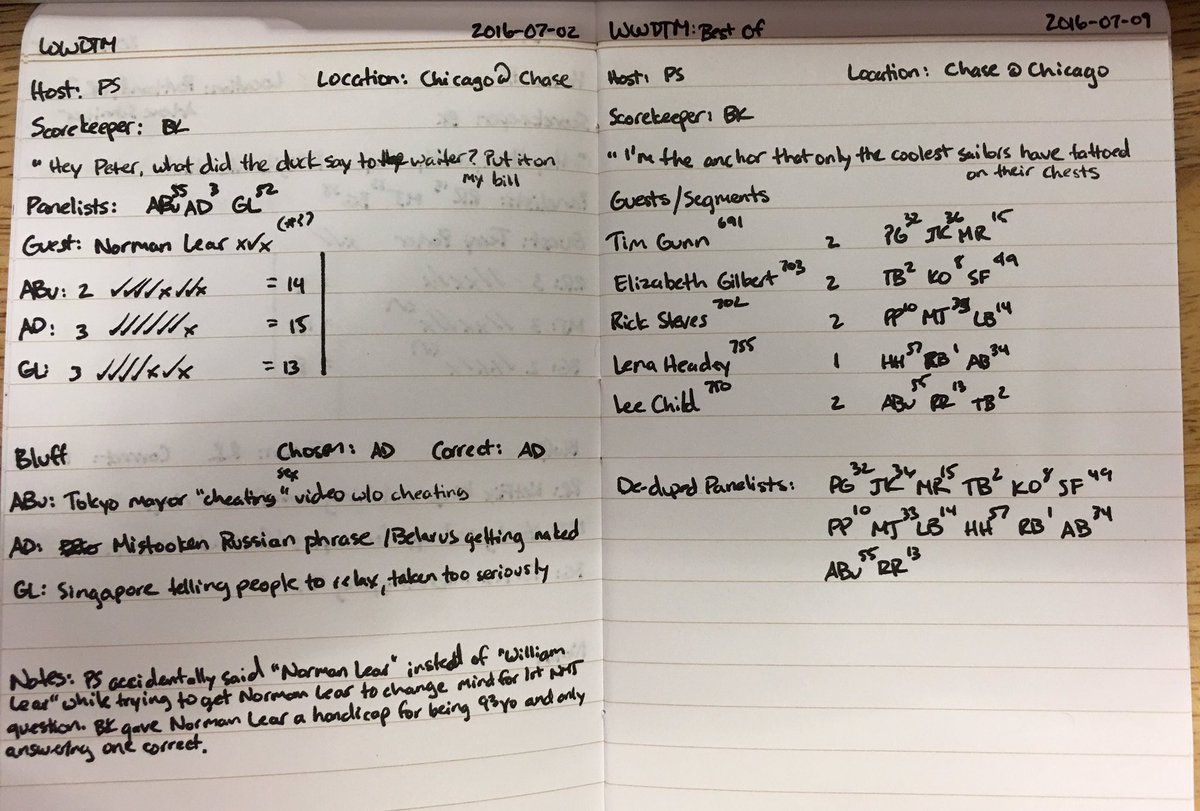 WWDTM 2016-07-02
Host: PS Location: Chicago @ Chase
Scorekeeper: BK
"Hey Peter, what did the duck say to the waiter? Put it on
my bill
Panelists: ABu 55 AD 3 GL 52
Guest: Norman Lear x✓x (*3?)
ABu: 2 ✓✓✓x✓✓x = 14
AD: 3 ✓✓✓✓✓✓x = 15
GL: 3 ✓✓✓✓x✓x = 13
Bluff Chosen: AD Correct: AD
ABu: Tokyo mayor "cheating" sex video w/o cheating
AD: Mistooken Russian phrase / Belarus getting naked
GL: Singapore telling people to relax, taken too seriously
Notes: PS accidentally said "Norman Lear" instead of "William
Lear" while trying to get Norman Lear to change mind for 1st NMJ
question. BK gave Norman Lear a handicap for being 93yo and only
answering one correct.
WWDTM: Best of 2016-07-09
Host: PS Location: Chase @ Chicago
Scorekeeper: BK
"I'm the anchor that only the coolest sailors have tattoed
on their chests
Guests/Segments
Tim Gunn 691 2 PG 32 JK 36 MR 15
Elizabeth Gilbert 703 2 TB 2 KO 8 SF 49
Rick Steves 702 2 PP 10 MJ 33 LB 14
Lena Headey 755 1 HH 57 RB 1 AB 34
Lee Child 750 2 ABu 55 RR 13 TB 2
De-duped Panelists: PG 32 JK 36 MR 15 TB 2 KO 8 SF 49
PP 10 MJ 33 LB 14 HH 57 RB 1 AB 34
ABu 55 RR 13